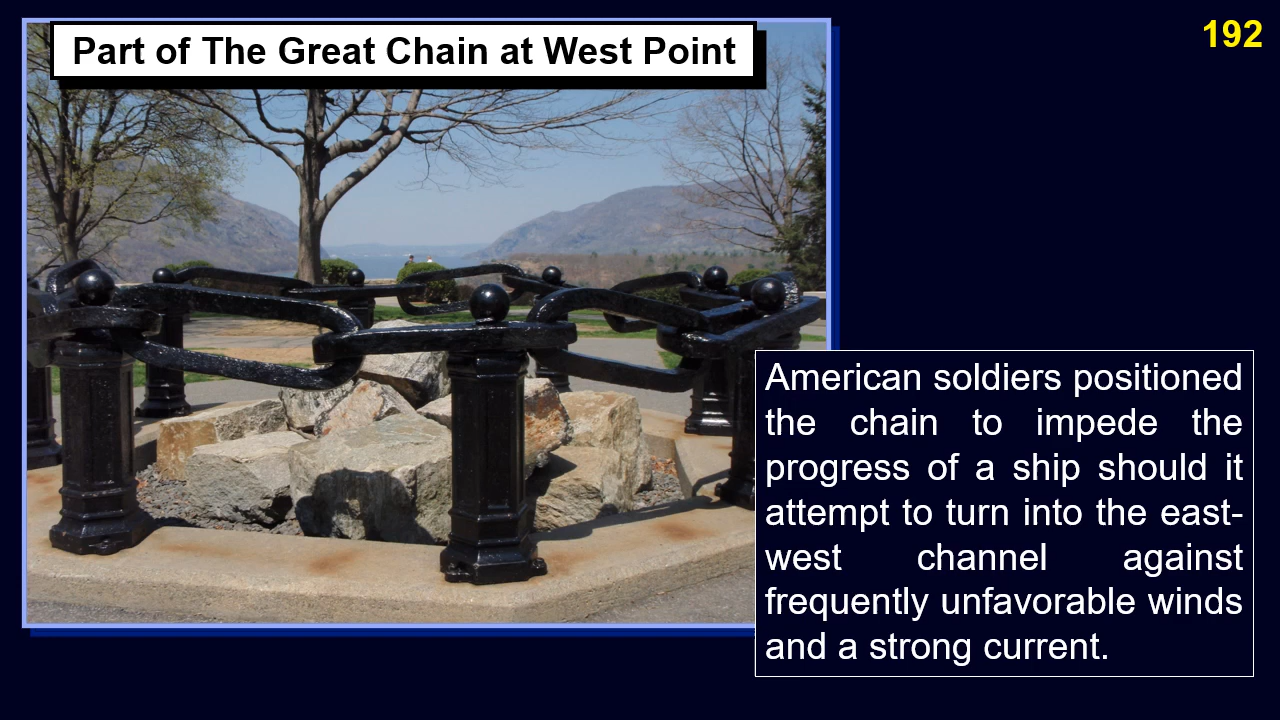 Part of The Great Chain at West Point
192
American soldiers positioned
the chain to impede the
progress of a ship should it
attempt to turn into the east-
west channel against
frequently unfavorable winds
and a strong current.